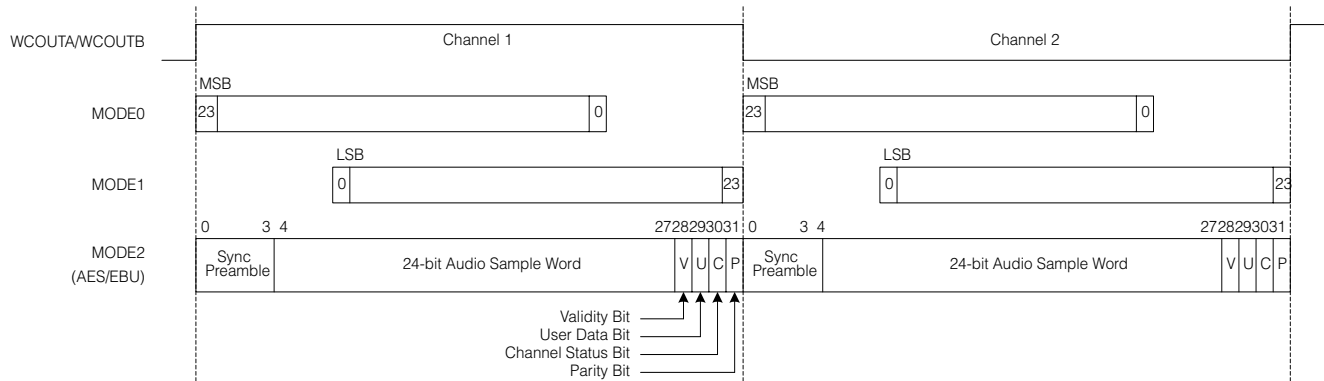 WCOUTA/WCOUTB Channel 1 Channel 2
MSB MSB
MODE0 23 0 23 0
LSB LSB
MODE1 0 23 0 23
0 3 4 2728293031 0 3 4 2728293031
MODE2
(AES/EBU)
Sync
Preamble
24-bit Audio Sample Word V U C P
Sync
Preamble
24-bit Audio Sample Word V U C P
Validity Bit
User Data Bit
Channel Status Bit
Parity Bit